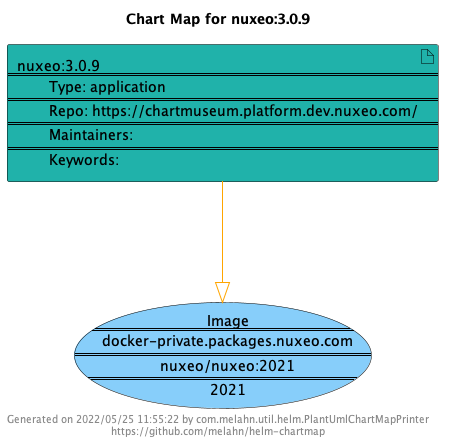 Chart Map for nuxeo:3.0.9
nuxeo:3.0.9
Type: application
Repo: https://chartmuseum.platform.dev.nuxeo.com/
Maintainers:
Keywords:
Image
docker-private.packages.nuxeo.com
nuxeo/nuxeo:2021
2021
Generated on 2022/05/25 11:55:22 by com.melahn.util.helm.PlantUmlChartMapPrinter
https://github.com/melahn/helm-chartmap